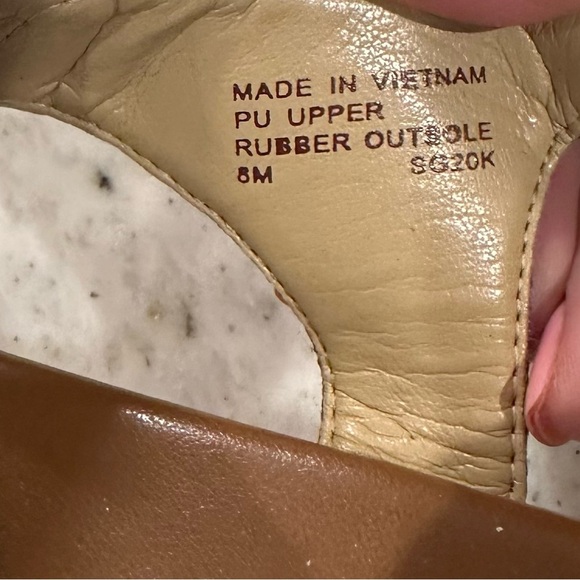 MADE IN VIETNAM
PU UPPER
RUBBER OUTSOLE
8M SG20K